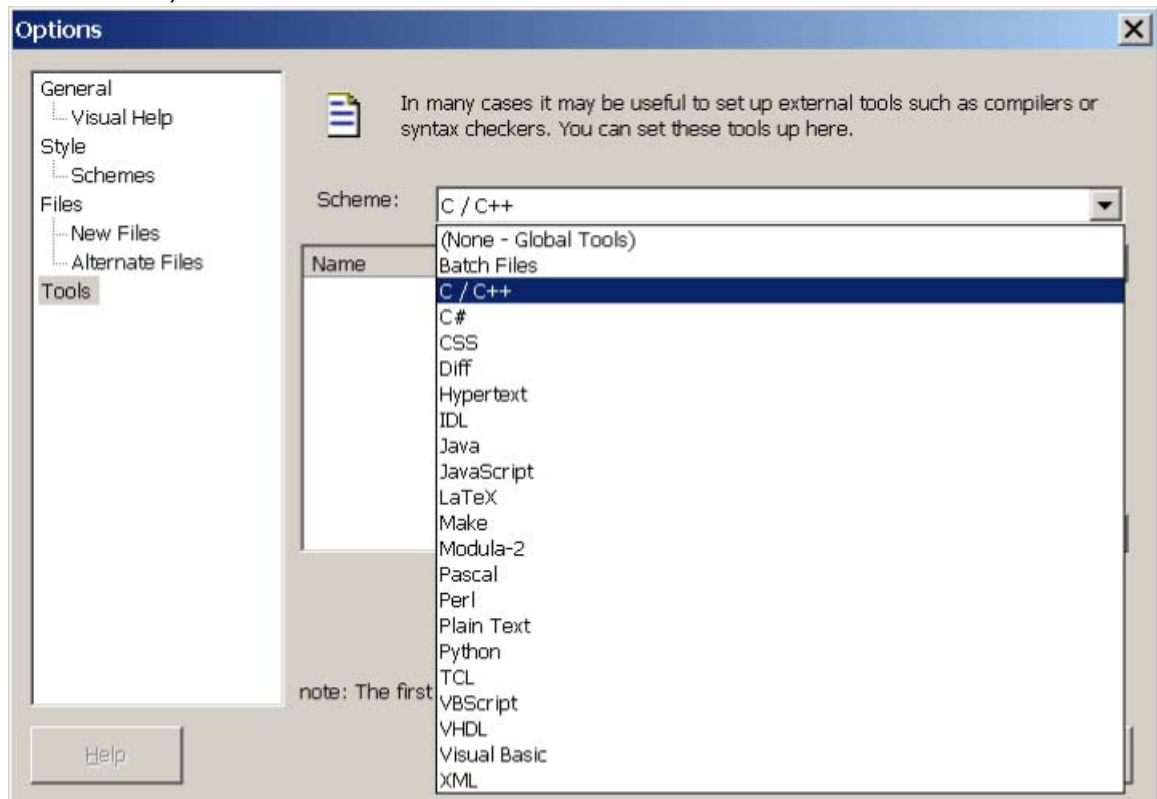 Options
General
Visual Help
Style
Schemes
Files
New Files
Alternate Files
Tools
In many cases it may be useful to set up external tools such as compilers or
syntax checkers. You can set these tools up here.
Scheme:
C / C++
Name
(None - Global Tools)
Batch Files
C / C++
C#
CSS
Diff
Hypertext
IDL
Java
JavaScript
LaTeX
Make
Modula-2
Pascal
Perl
Plain Text
Python
TCL
VBScript
VHDL
Visual Basic
XML
note: The first
Help